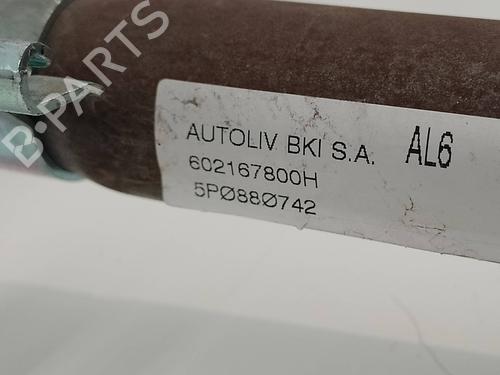 B-PARTS
AUTOLIV BKI S.A. AL6
602167800H
5PØ88Ø742